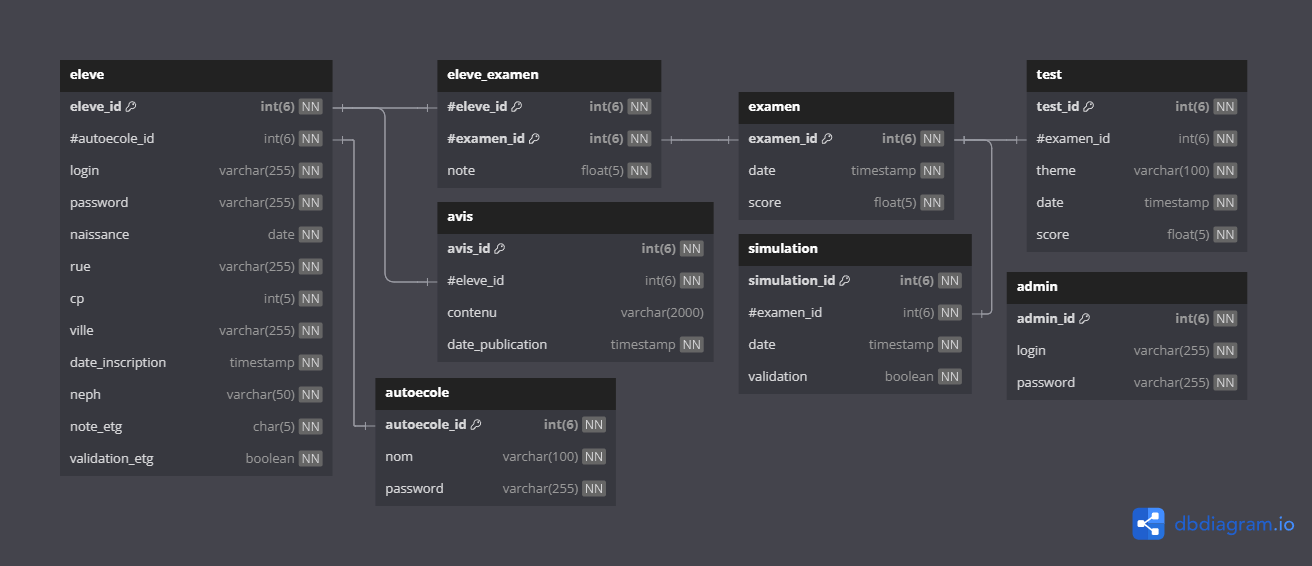 eleve
eleve_id int(6) NN
#autoecole_id int(6) NN
login varchar(255) NN
password varchar(255) NN
naissance date NN
rue varchar(255) NN
cp int(5) NN
ville varchar(255) NN
date_inscription timestamp NN
neph varchar(50) NN
note_etg char(5) NN
validation_etg boolean NN
eleve_examen
#eleve_id int(6) NN
#examen_id int(6) NN
note float(5) NN
avis
avis_id int(6) NN
#eleve_id int(6) NN
contenu varchar(2000)
date_publication timestamp NN
autoecole
autoecole_id int(6) NN
nom varchar(100) NN
password varchar(255) NN
examen
examen_id int(6) NN
date timestamp NN
score float(5) NN
simulation
simulation_id int(6) NN
#examen_id int(6) NN
date timestamp NN
validation boolean NN
test
test_id int(6) NN
#examen_id int(6) NN
theme varchar(100) NN
date timestamp NN
score float(5) NN
admin
admin_id int(6) NN
login varchar(255) NN
password varchar(255) NN
dbdiagram.io